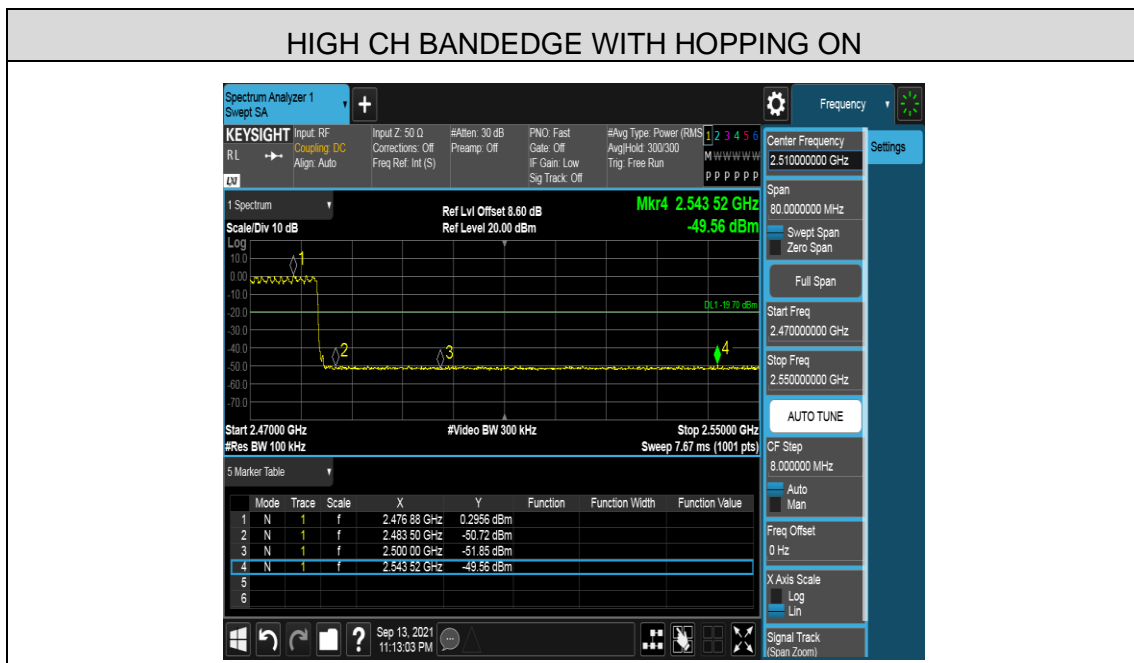 HIGH CH BANDEDGE WITH HOPPING ON
Spectrum Analyzer 1
Swept SA
+
Frequency
KEYSIGHT
RL
LXI
Input: RF
Coupling: DC
Align: Auto
Input Z: 50 Ω
Corrections: Off
Freq Ref: Int (S)
#Atten: 30 dB
Preamp: Off
PNO: Fast
Gate: Off
IF Gain: Low
Sig Track: Off
#Avg Type: Power (RMS
Avg|Hold: 300/300
Trig: Free Run
1 2 3 4 5 6
M W W W W W
P P P P P P
1 Spectrum
Scale/Div 10 dB
Ref Lvl Offset 8.60 dB
Ref Level 20.00 dBm
Mkr4 2.543 52 GHz
-49.56 dBm
Log
10.0
0.00
-10.0
-20.0
-30.0
-40.0
-50.0
-60.0
-70.0
1
2
3
4
DL1 -19.70 dBm
Start 2.47000 GHz
#Res BW 100 kHz
#Video BW 300 kHz
Stop 2.55000 GHz
Sweep 7.67 ms (1001 pts)
5 Marker Table
Mode Trace Scale X Y Function Function Width Function Value
1 N 1 f 2.476 88 GHz 0.2956 dBm
2 N 1 f 2.483 50 GHz -50.72 dBm
3 N 1 f 2.500 00 GHz -51.85 dBm
4 N 1 f 2.543 52 GHz -49.56 dBm
5
6
Settings
Center Frequency
2.510000000 GHz
Span
80.0000000 MHz
Swept Span
Zero Span
Full Span
Start Freq
2.470000000 GHz
Stop Freq
2.550000000 GHz
AUTO TUNE
CF Step
8.000000 MHz
Auto
Man
Freq Offset
0 Hz
X Axis Scale
Log
Lin
Signal Track
(Span Zoom)
?
Sep 13, 2021
11:13:03 PM